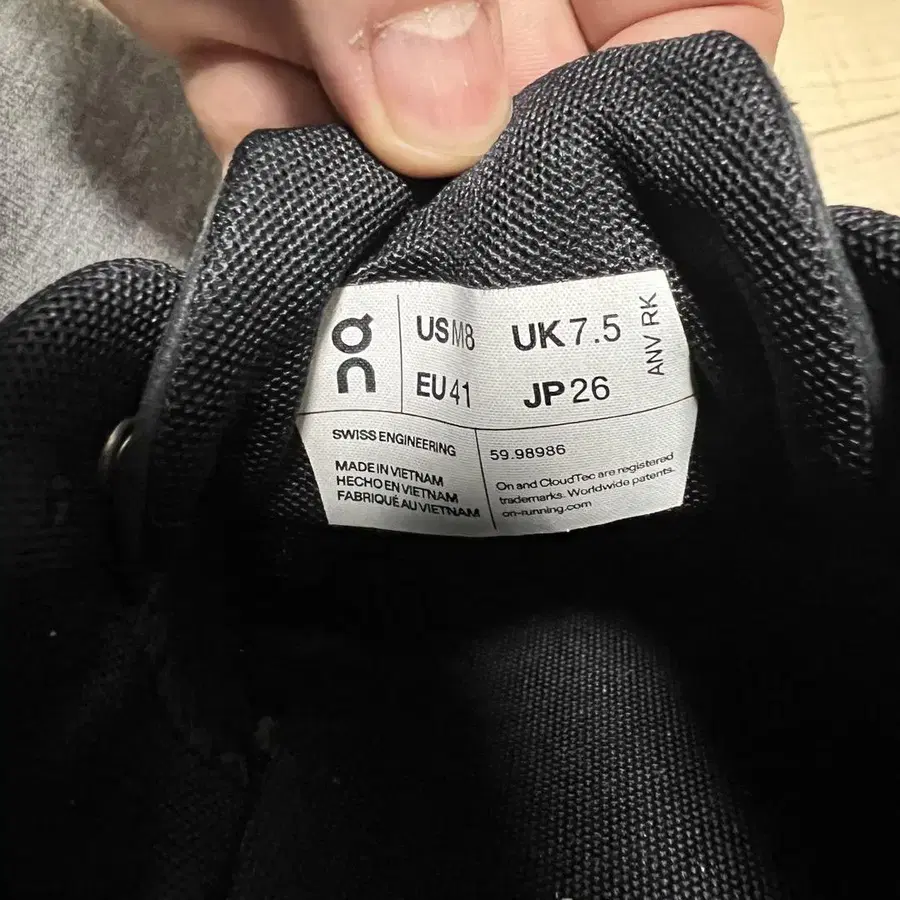 On
US M8 UK 7.5
EU 41 JP 26
ANV RK
SWISS ENGINEERING
MADE IN VIETNAM
HECHO EN VIETNAM
FABRIQUÉ AU VIETNAM
59.98986
On and CloudTec are registered
trademarks. Worldwide patents.
on-running.com